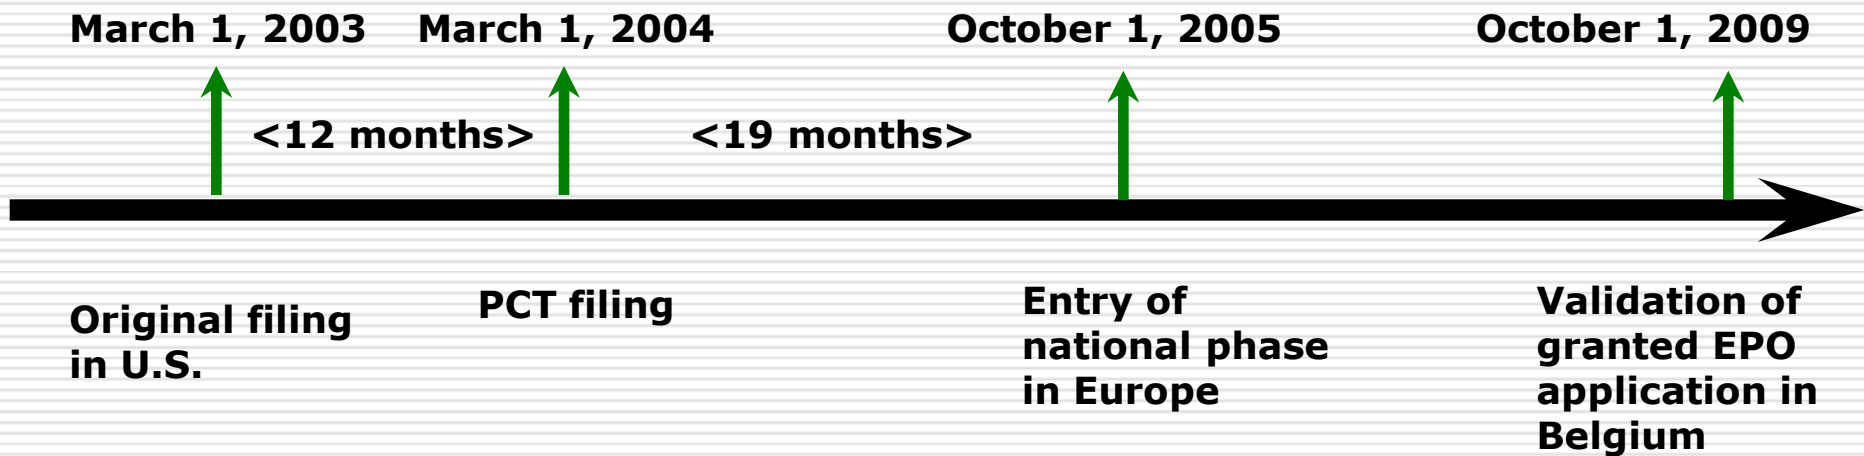 March 1, 2003 March 1, 2004 October 1, 2005 October 1, 2009
<12 months> <19 months>
Original filing
in U.S.
PCT filing
Entry of
national phase
in Europe
Validation of
granted EPO
application in
Belgium